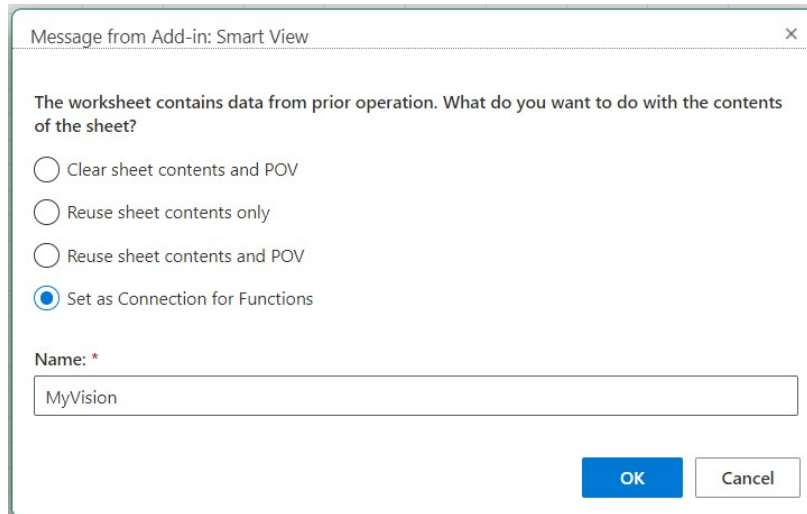 Message from Add-in: Smart View
The worksheet contains data from prior operation. What do you want to do with the contents
of the sheet?
Clear sheet contents and POV
Reuse sheet contents only
Reuse sheet contents and POV
Set as Connection for Functions
Name: *
MyVision
OK Cancel